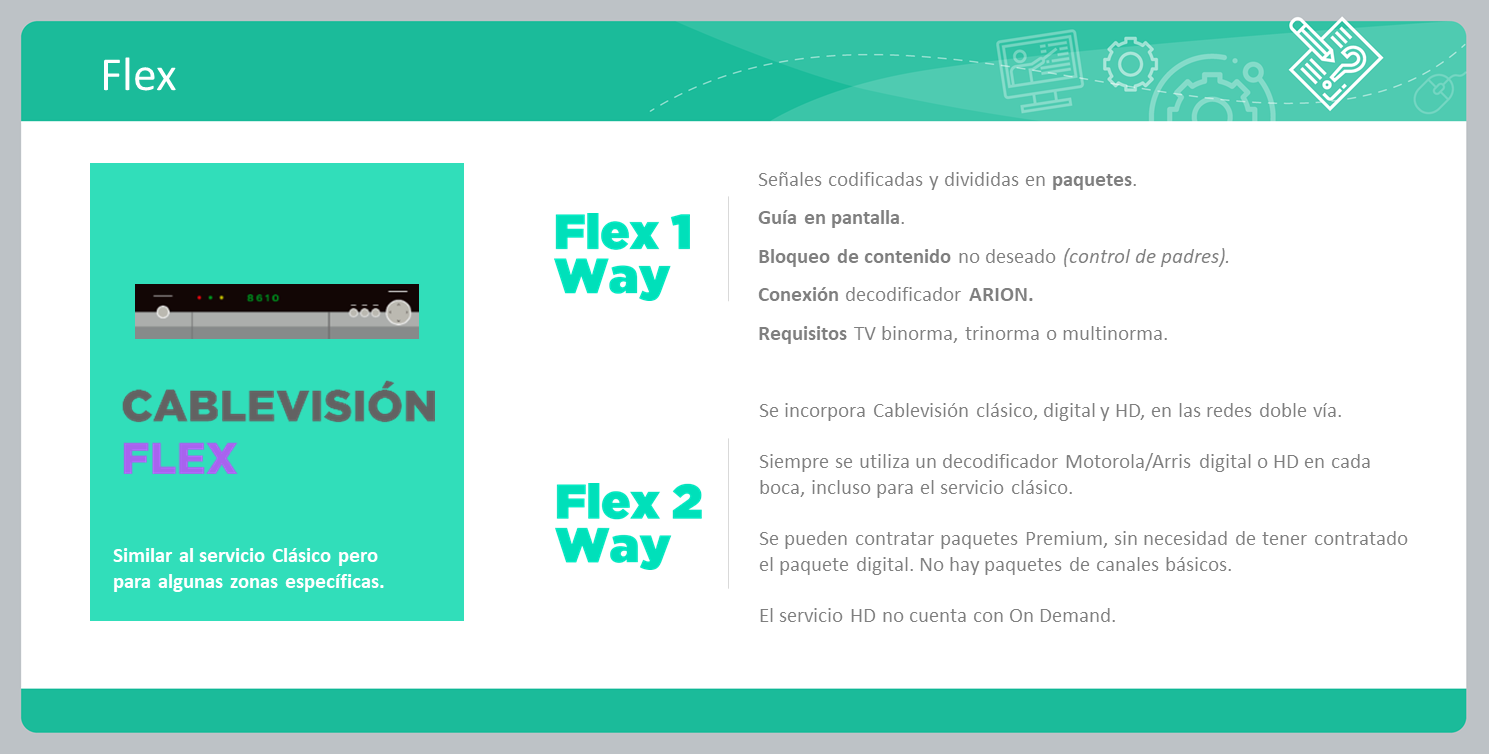 Flex
8610
CABLEVISIÓN
FLEX
Similar al servicio Clásico pero
para algunas zonas específicas.
Flex 1
Way
Señales codificadas y divididas en paquetes.
Guía en pantalla.
Bloqueo de contenido no deseado (control de padres).
Conexión decodificador ARION.
Requisitos TV binorma, trinorma o multinorma.
Flex 2
Way
Se incorpora Cablevisión clásico, digital y HD, en las redes doble vía.
Siempre se utiliza un decodificador Motorola/Arris digital o HD en cada
boca, incluso para el servicio clásico.
Se pueden contratar paquetes Premium, sin necesidad de tener contratado
el paquete digital. No hay paquetes de canales básicos.
El servicio HD no cuenta con On Demand.